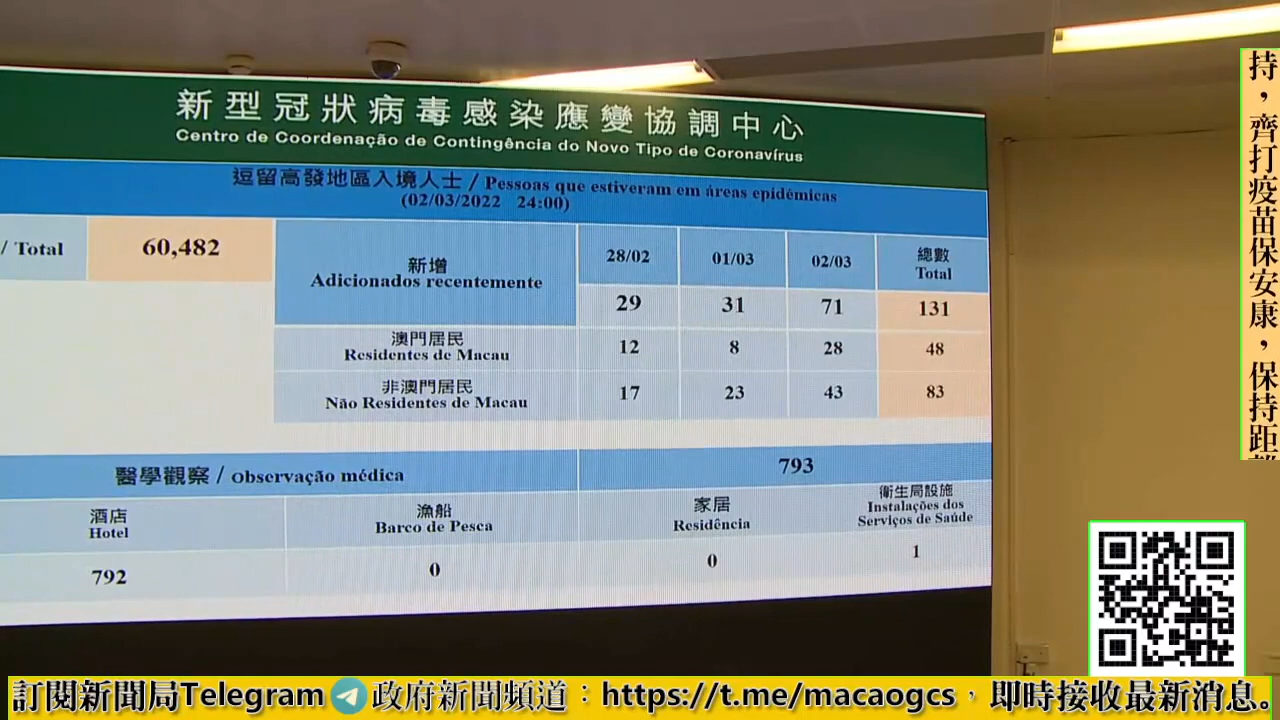 新型冠狀病毒感染應變協調中心
Centro de Coordenação de Contingência do Novo Tipo de Coronavírus
逗留高發地區入境人士 / Pessoas que estiveram em áreas epidémicas
(02/03/2022 24:00)
/ Total
60,482
新增
Adicionados recentemente
28/02
01/03
02/03
總數
Total
29
31
71
131
澳門居民
Residentes de Macau
12
8
28
48
非澳門居民
Não Residentes de Macau
17
23
43
83
醫學觀察 / Observação médica
793
酒店
Hotel
漁船
Barco de Pesca
家居
Residência
衛生局設施
Instalações dos
Serviços de Saúde
792
0
0
1
持，齊打疫苗保安康，保持距
訂閱新聞局Telegram 政府新聞頻道：https://t.me/macaogcs，即時接收最新消息。